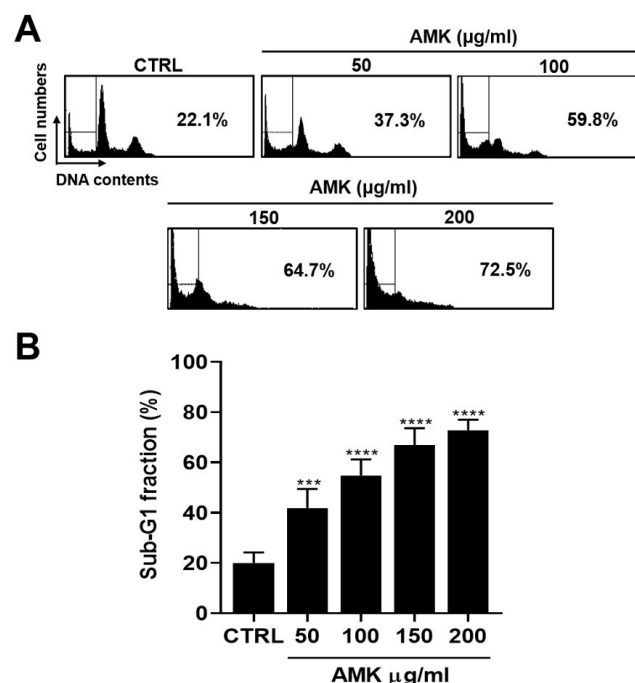 A
AMK (µg/ml)
CTRL
50
100
Cell numbers
22.1%
37.3%
59.8%
DNA contents
AMK (µg/ml)
150
200
64.7%
72.5%
B
Sub-G1 fraction (%)
100
80
60
40
20
0
***
****
****
****
CTRL 50 100 150 200
AMK µg/ml